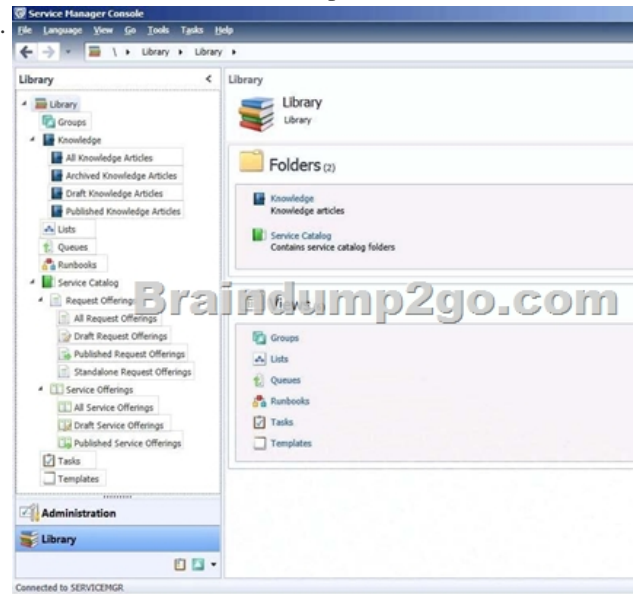 Service Manager Console
File Language View Go Tools Tasks Help
\ Library Library
Library
Library
Groups
Knowledge
All Knowledge Articles
Archived Knowledge Articles
Draft Knowledge Articles
Published Knowledge Articles
Lists
Queues
Runbooks
Service Catalog
Request Offerings
All Request Offerings
Draft Request Offerings
Published Request Offerings
Standalone Request Offerings
Service Offerings
All Service Offerings
Draft Service Offerings
Published Service Offerings
Tasks
Templates
Administration
Library
Library
Library
Library
Folders (2)
Knowledge
Knowledge articles
Service Catalog
Contains service catalog folders
Braindump2go.com
Views
Groups
Lists
Queues
Runbooks
Tasks
Templates
Connected to SERVICEMGR